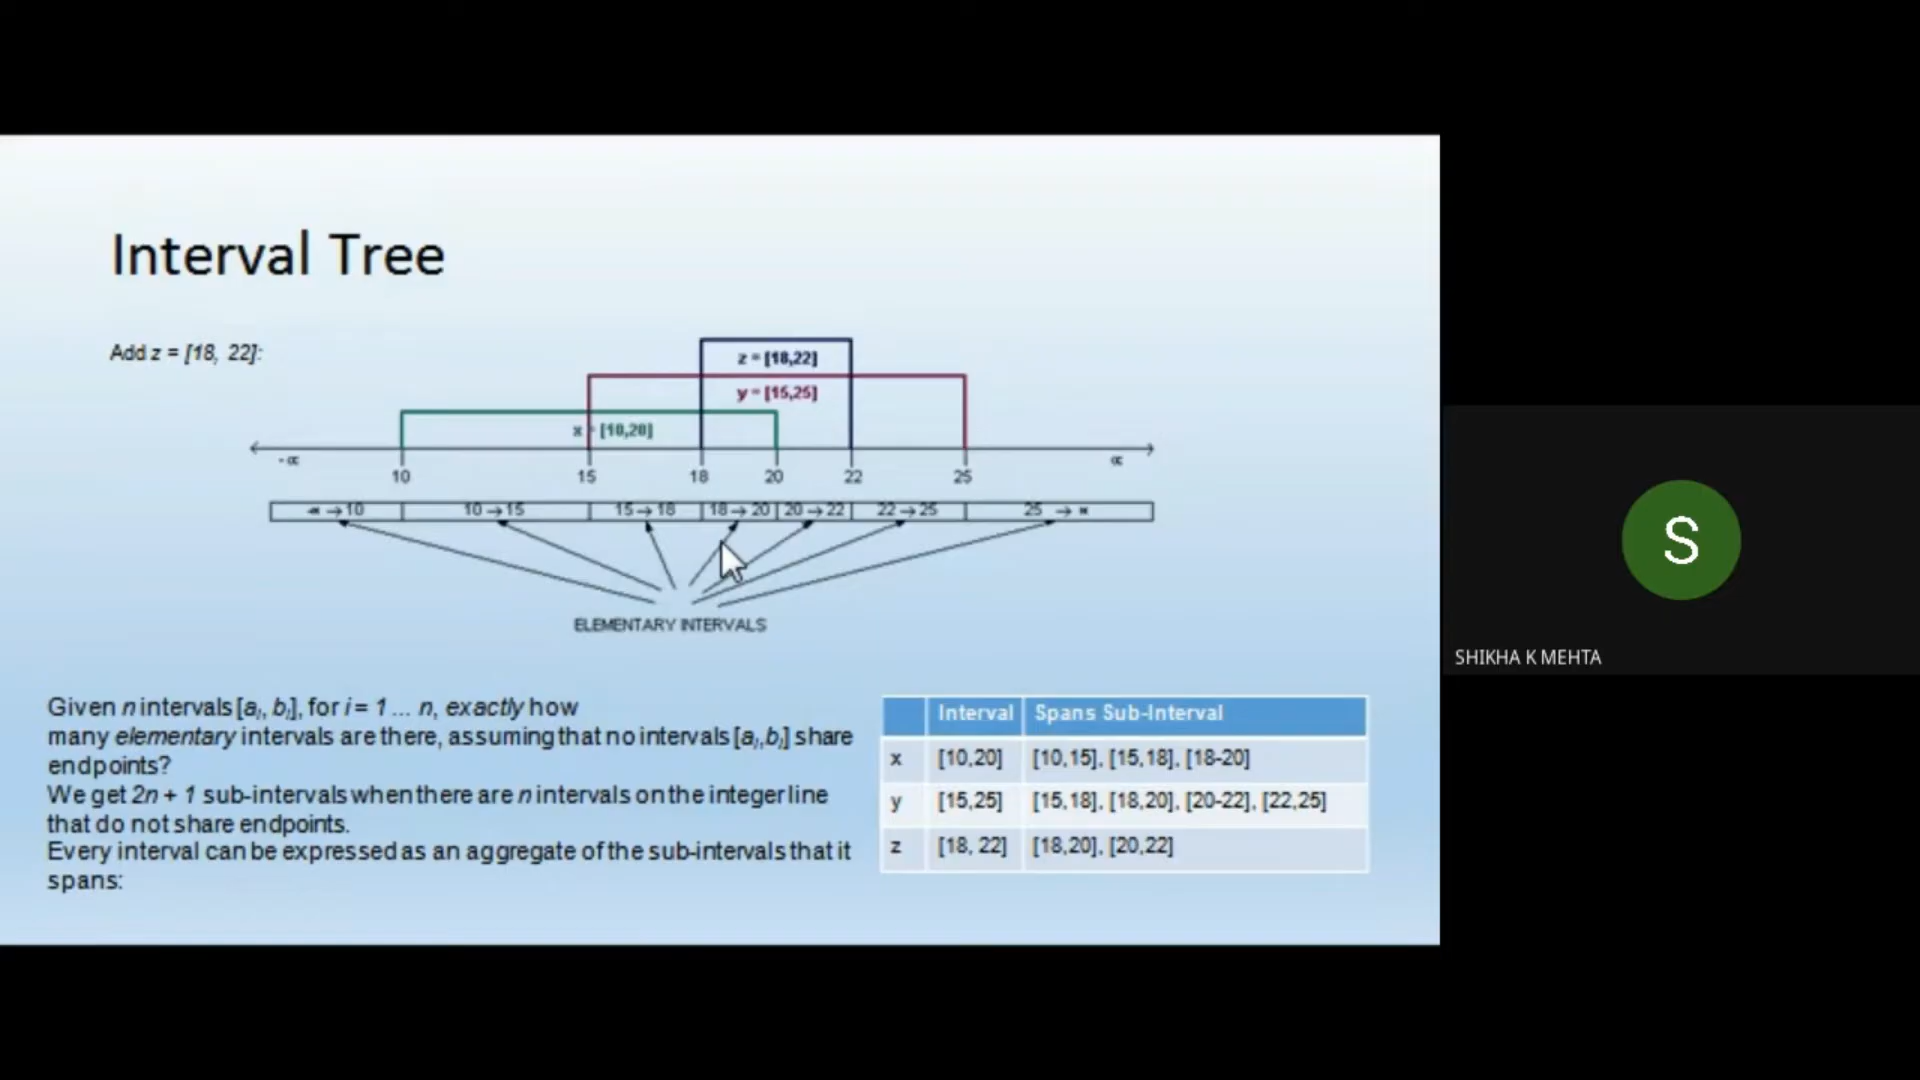 Interval Tree
Add z = [18, 22]:
z = [18,22]
y = [15,25]
x = [10,20]
-∝ ∝
10 15 18 20 22 25
-∝ →10 10→15 15→18 18→20 20→22 22→25 25 → ∝
ELEMENTARY INTERVALS
Given n intervals [ai, bi], for i = 1 ... n, exactly how
many elementary intervals are there, assuming that no intervals [ai,bi] share
endpoints?
We get 2n + 1 sub-intervals when there are n intervals on the integer line
that do not share endpoints.
Every interval can be expressed as an aggregate of the sub-intervals that it
spans:
Interval Spans Sub-Interval
x [10,20] [10,15], [15,18], [18-20]
y [15,25] [15,18], [18,20], [20-22], [22,25]
z [18, 22] [18,20], [20,22]
S
SHIKHA K MEHTA